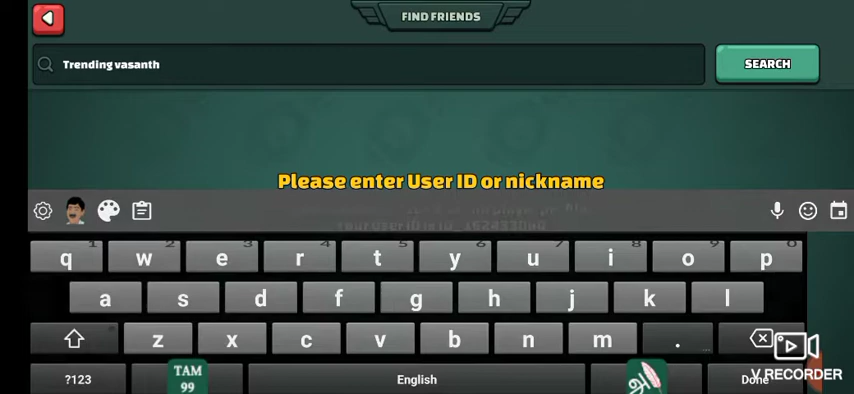 FIND FRIENDS
Trending vasanth
SEARCH
Please enter User ID or nickname
1 2 3 4 5 6 7 8 9 0
q w e r t y u i o p
a s d f g h j k l
z x c v b n m .
?123
TAM
99
English
Done
V RECORDER